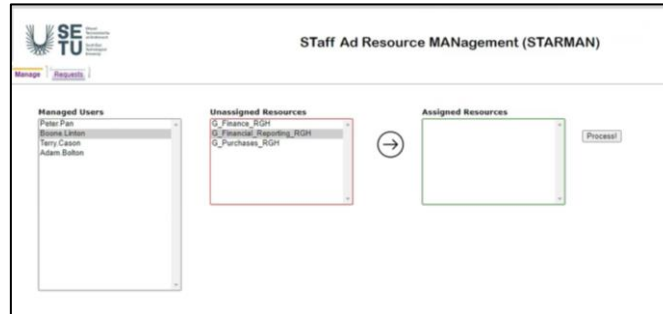 SE
TU
STaff Ad Resource MANagement (STARMAN)
Manage
Requests
Managed Users
Peter.Pan
Boone.Linton
Terry.Cason
Adam.Bolton
Unassigned Resources
G_Finance_RGH
G_Financial_Reporting_RGH
G_Purchases_RGH
Assigned Resources
Process!